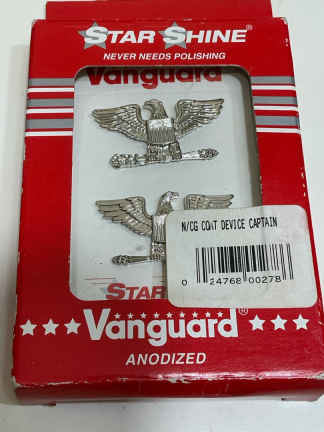 STAR SHINE®
NEVER NEEDS POLISHING
Vanguard
N/CG COAT DEVICE CAPTAIN
0 24768 00278
STAR
Vanguard®
ANODIZED